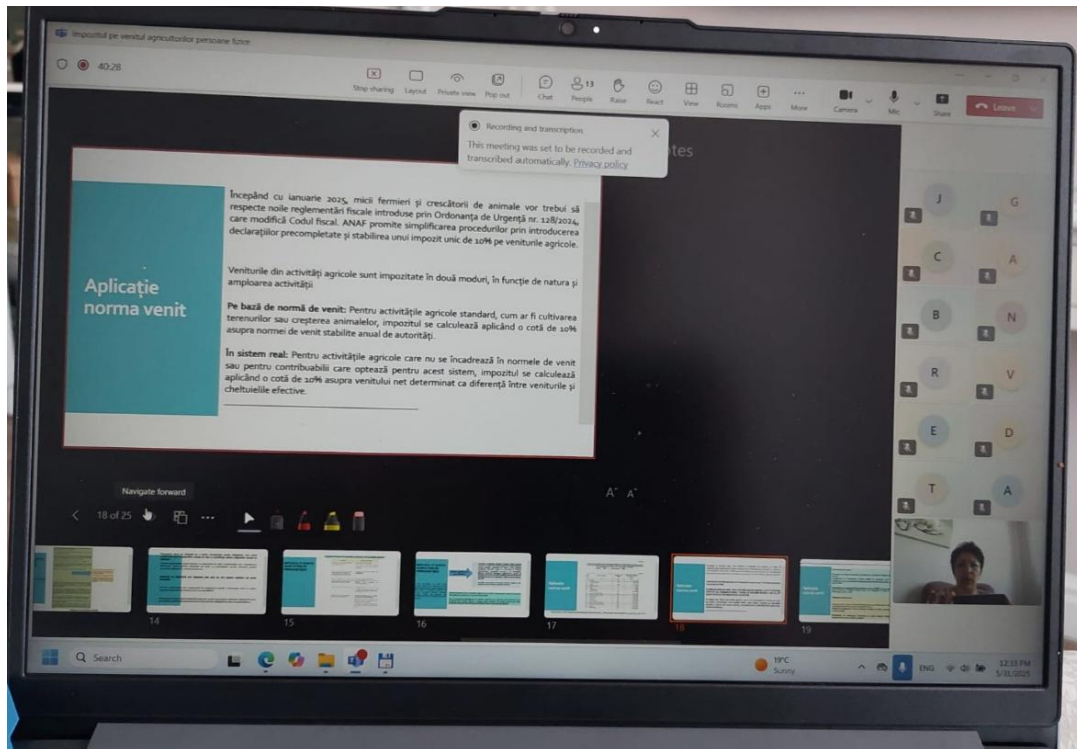 Impozitul pe venitul agricultorilor persoane fizice
40:28
Stop sharing
Layout
Private view
Pop out
Chat
13
People
Raise
React
View
Rooms
Apps
More
Camera
Mic
Share
Leave
Recording and transcription
This meeting was set to be recorded and
transcribed automatically. Privacy policy
tes
Aplicație
norma venit
Începând cu ianuarie 2025, micii fermieri și crescătorii de animale vor trebui să
respecte noile reglementări fiscale introduse prin Ordonanța de Urgență nr. 128/2024,
care modifică Codul fiscal. ANAF promite simplificarea procedurilor prin introducerea
declarațiilor precompletate și stabilirea unui impozit unic de 10% pe veniturile agricole.
Veniturile din activități agricole sunt impozitate în două moduri, în funcție de natura și
amploarea activității
Pe bază de normă de venit: Pentru activitățile agricole standard, cum ar fi cultivarea
terenurilor sau creșterea animalelor, impozitul se calculează aplicând o cotă de 10%
asupra normei de venit stabilite anual de autorități.
În sistem real: Pentru activitățile agricole care nu se încadrează în normele de venit
sau pentru contribuabilii care optează pentru acest sistem, impozitul se calculează
aplicând o cotă de 10% asupra venitului net determinat ca diferență între veniturile și
cheltuielile efective.
J
G
C
A
B
N
R
V
E
D
T
A
Navigate forward
18 of 25
A˄ A˅
Aplicație
norma venit
Aplicație
norma venit
14
15
16
17
18
19
Search
19°C
Sunny
ENG
12:33 PM
5/31/2025